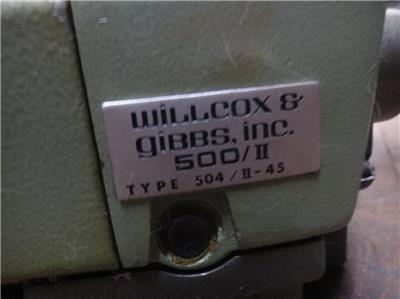 WiLLCOX &
giBBS, inc.
500/II
TYPE 504/II-45